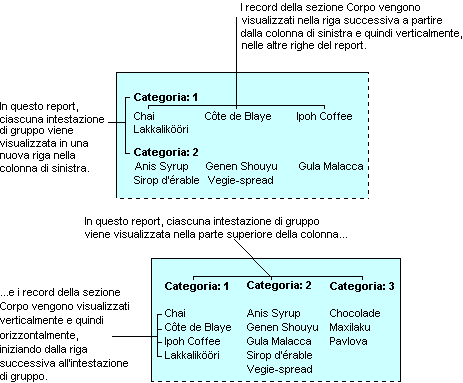 I record della sezione Corpo vengono
visualizzati nella riga successiva a partire
dalla colonna di sinistra e quindi verticalmente,
nelle altre righe del report.
In questo report,
ciascuna intestazione
di gruppo viene
visualizzata in una
nuova riga nella
colonna di sinistra.
Categoria: 1
Chai Côte de Blaye Ipoh Coffee
Lakkalikööri
Categoria: 2
Anis Syrup Genen Shouyu Gula Malacca
Sirop d'érable Vegie-spread
In questo report, ciascuna intestazione di gruppo
viene visualizzata nella parte superiore della colonna...
...e i record della sezione
Corpo vengono visualizzati
verticalmente e quindi
orizzontalmente,
iniziando dalla riga
successiva all'intestazione
di gruppo.
Categoria: 1 Categoria: 2 Categoria: 3
Chai Anis Syrup Chocolade
Côte de Blaye Genen Shouyu Maxilaku
Ipoh Coffee Gula Malacca Pavlova
Lakkalikööri Sirop d'érable
Vegie-spread